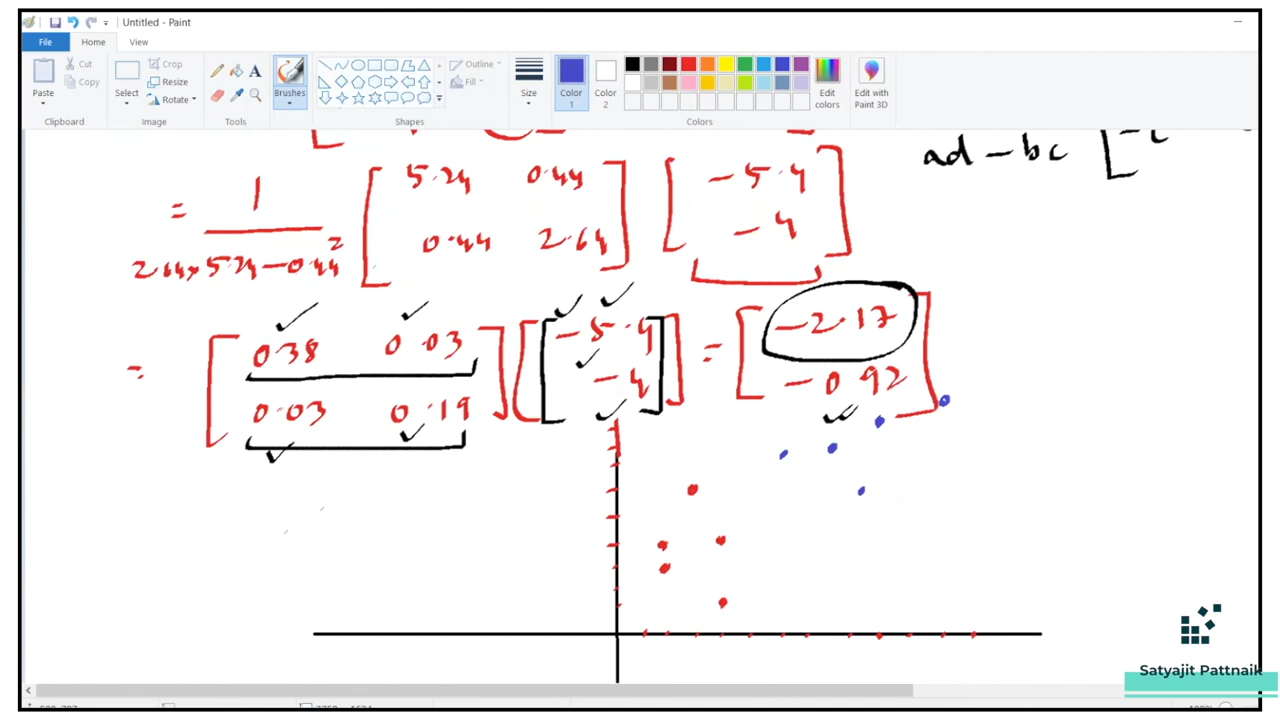 Untitled - Paint
File Home View
Paste Cut Copy Clipboard
Select Crop Resize Rotate Image
Tools
Brushes
Outline Fill Shapes
Size
Color 1 Color 2 Edit colors Colors
Edit with Paint 3D
ad - bc [ -c
= 1 / 2.64×5.24-0.44² [ 5.24 0.44 ] [ -5.4 ]
[ 0.44 2.64 ] [ -4 ]
= [ 0.38 0.03 ] [ -5.4 ] = [ -2.17 ]
[ 0.03 0.19 ] [ -4 ] [ -0.92 ]
Satyajit Pattnaik